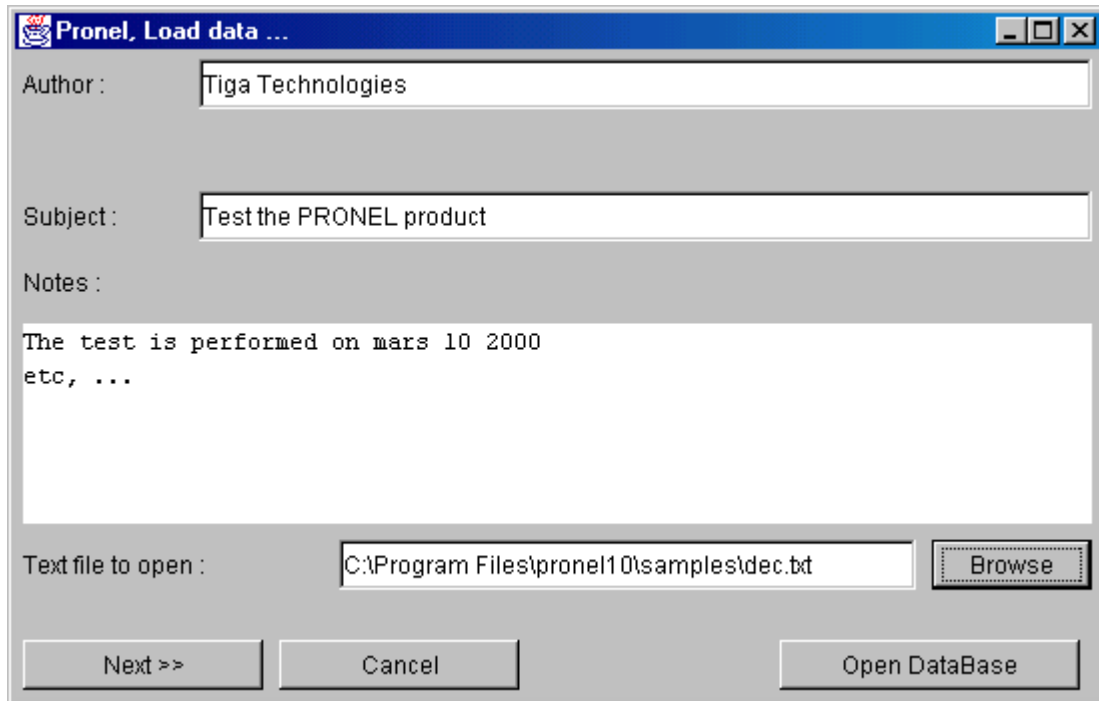 Pronel, Load data ...
Author : Tiga Technologies
Subject : Test the PRONEL product
Notes :
The test is performed on mars 10 2000
etc, ...
Text file to open : C:\Program Files\pronel10\samples\dec.txt Browse
Next >> Cancel Open DataBase